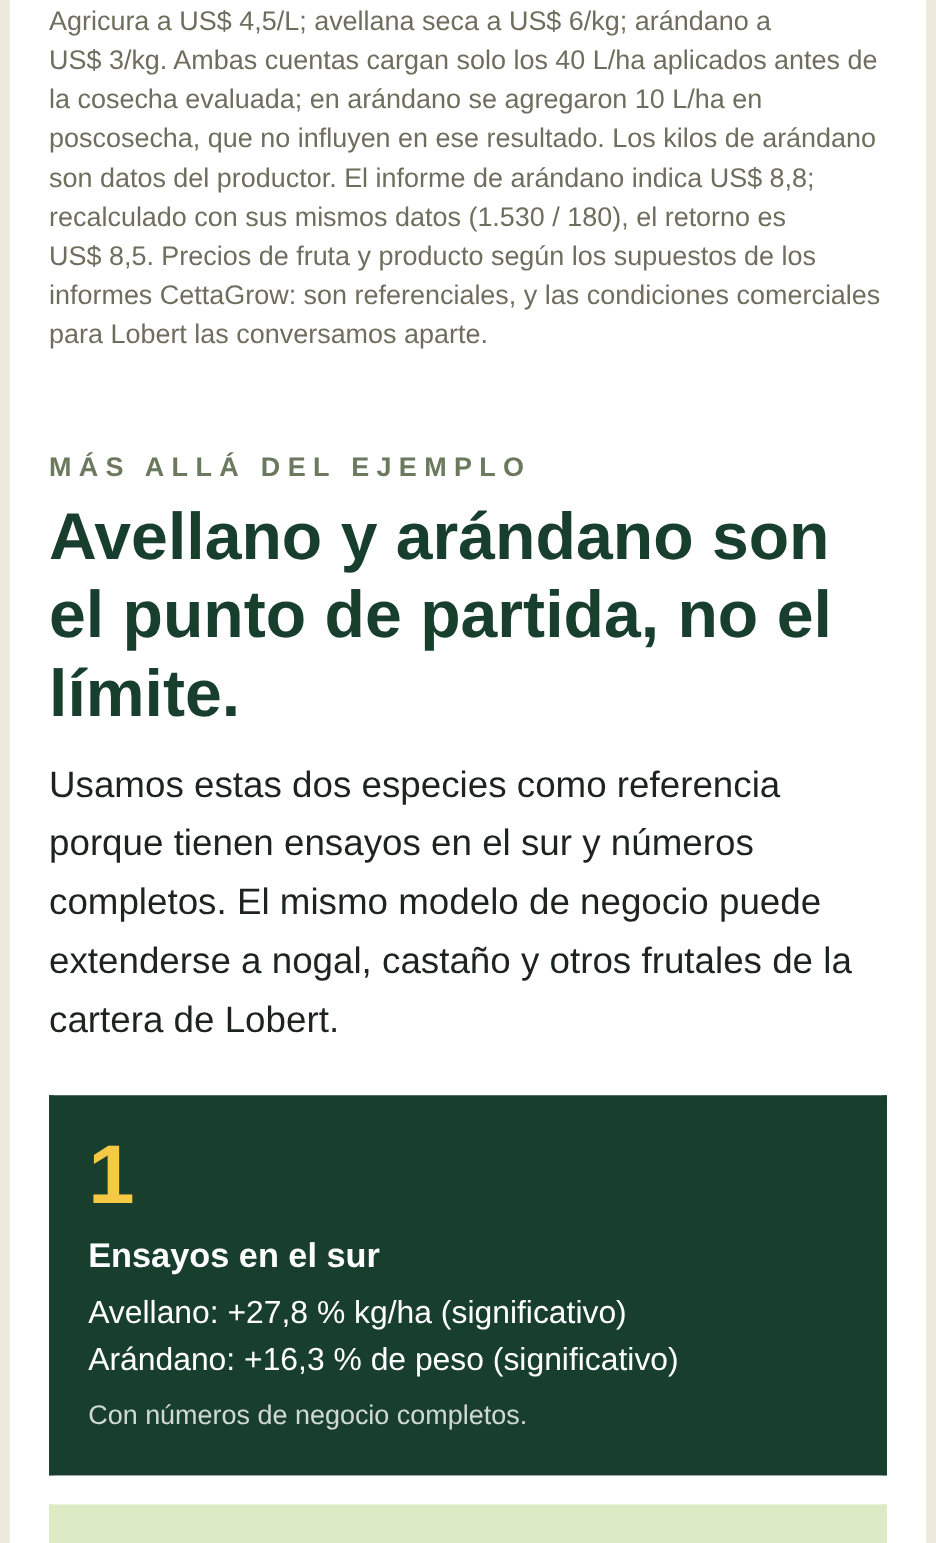 Agricura a US$ 4,5/L; avellana seca a US$ 6/kg; arándano a
US$ 3/kg. Ambas cuentas cargan solo los 40 L/ha aplicados antes de
la cosecha evaluada; en arándano se agregaron 10 L/ha en
poscosecha, que no influyen en ese resultado. Los kilos de arándano
son datos del productor. El informe de arándano indica US$ 8,8;
recalculado con sus mismos datos (1.530 / 180), el retorno es
US$ 8,5. Precios de fruta y producto según los supuestos de los
informes CettaGrow: son referenciales, y las condiciones comerciales
para Lobert las conversamos aparte.
MÁS ALLÁ DEL EJEMPLO
Avellano y arándano son
el punto de partida, no el
límite.
Usamos estas dos especies como referencia
porque tienen ensayos en el sur y números
completos. El mismo modelo de negocio puede
extenderse a nogal, castaño y otros frutales de la
cartera de Lobert.
1
Ensayos en el sur
Avellano: +27,8 % kg/ha (significativo)
Arándano: +16,3 % de peso (significativo)
Con números de negocio completos.